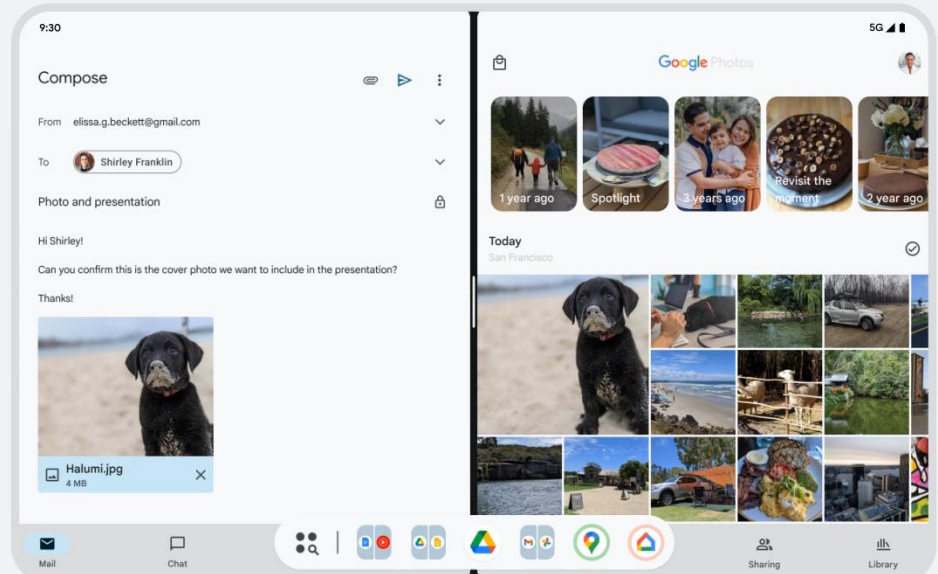 9:30
Compose
From elissa.g.beckett@gmail.com
To Shirley Franklin
Photo and presentation
Hi Shirley!
Can you confirm this is the cover photo we want to include in the presentation?
Thanks!
Halumi.jpg
4 MB
Mail
Chat
5G
Google Photos
1 year ago
Spotlight
3 years ago
Revisit the
moment
2 year ago
Today
San Francisco
Sharing
Library